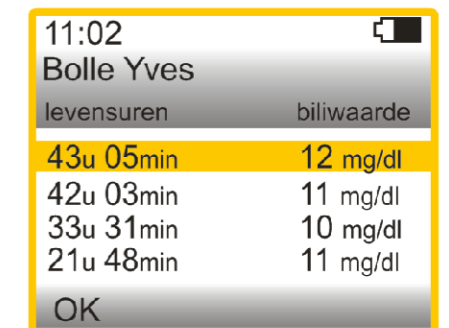 11:02
Bolle Yves
levensuren biliwaarde
43u 05min 12 mg/dl
42u 03min 11 mg/dl
33u 31min 10 mg/dl
21u 48min 11 mg/dl
OK